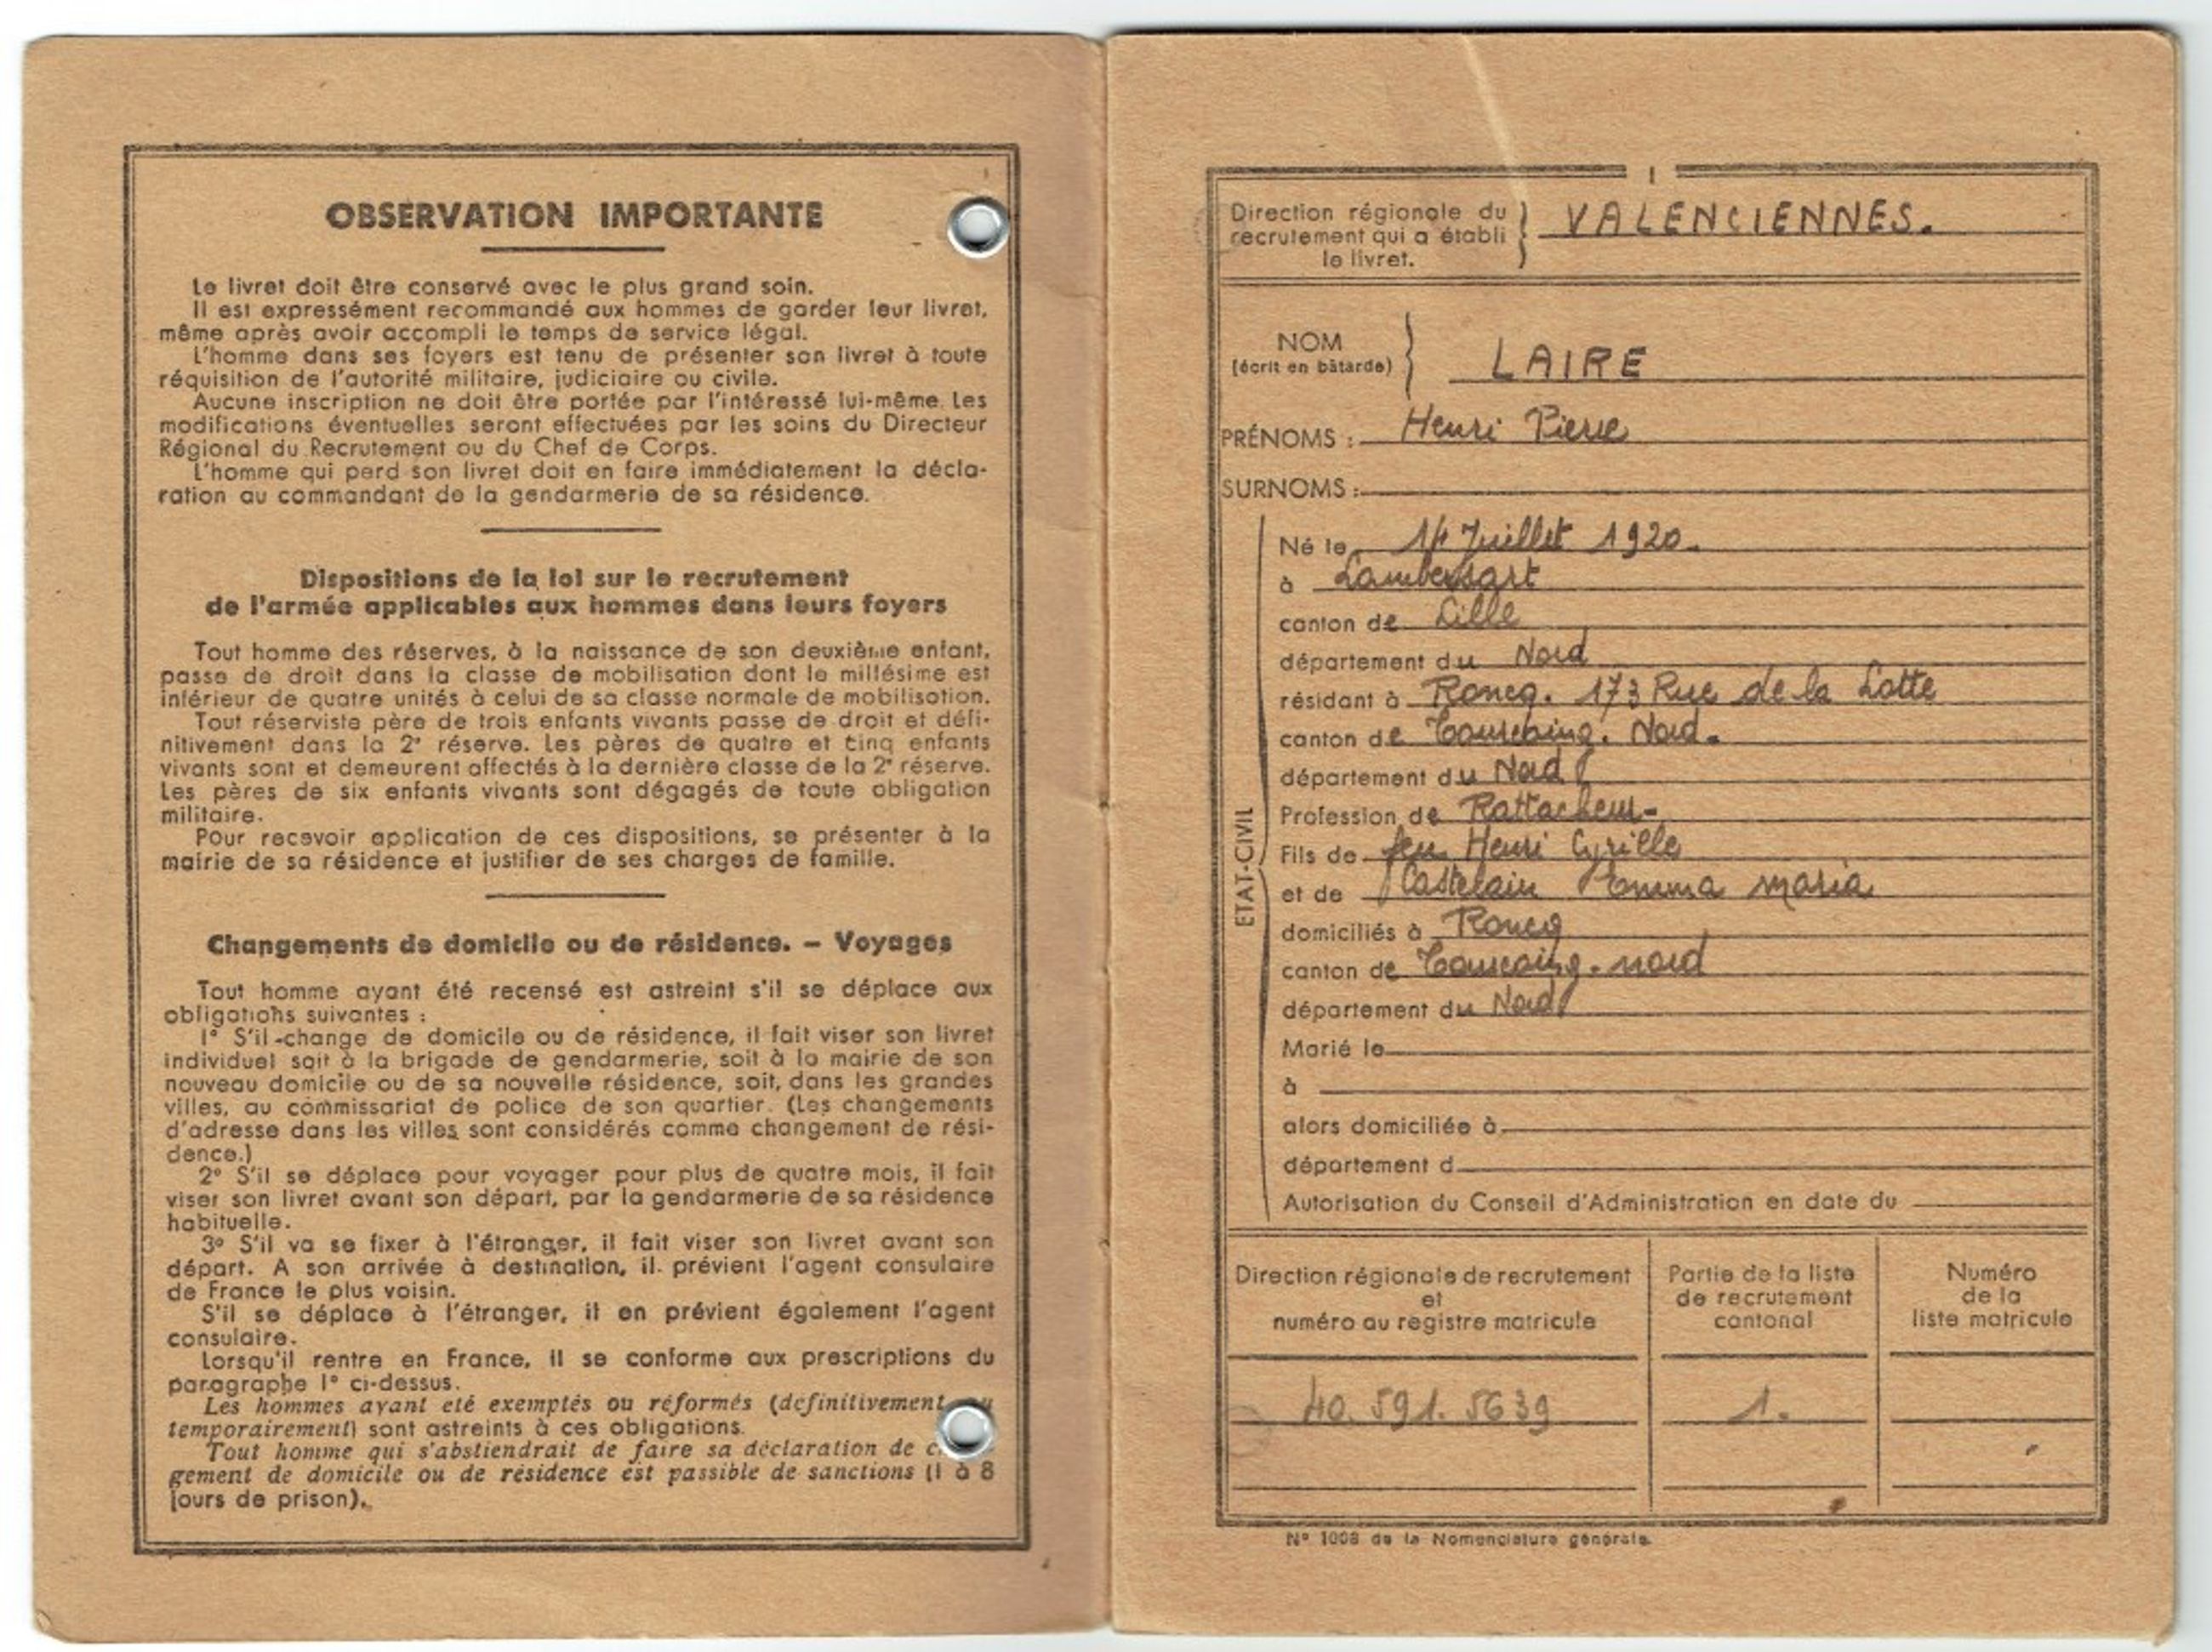 OBSERVATION IMPORTANTE
Le livret doit être conservé avec le plus grand soin.
Il est expressément recommandé aux hommes de garder leur livret,
même après avoir accompli le temps de service légal.
L'homme dans ses foyers est tenu de présenter son livret à toute
réquisition de l'autorité militaire, judiciaire ou civile.
Aucune inscription ne doit être portée par l'intéressé lui-même. Les
modifications éventuelles seront effectuées par les soins du Directeur
Régional du Recrutement ou du Chef de Corps.
L'homme qui perd son livret doit en faire immédiatement la décla-
ration au commandant de la gendarmerie de sa résidence.
Dispositions de la loi sur le recrutement
de l'armée applicables aux hommes dans leurs foyers
Tout homme des réserves, à la naissance de son deuxième enfant,
passe de droit dans la classe de mobilisation dont le millésime est
inférieur de quatre unités à celui de sa classe normale de mobilisation.
Tout réserviste père de trois enfants vivants passe de droit et défi-
nitivement dans la 2e réserve. Les pères de quatre et cinq enfants
vivants sont et demeurent affectés à la dernière classe de la 2e réserve.
Les pères de six enfants vivants sont dégagés de toute obligation
militaire.
Pour recevoir application de ces dispositions, se présenter à la
mairie de sa résidence et justifier de ses charges de famille.
Changements de domicile ou de résidence. – Voyages
Tout homme ayant été recensé est astreint s'il se déplace aux
obligations suivantes :
1° S'il change de domicile ou de résidence, il fait viser son livret
individuel soit à la brigade de gendarmerie, soit à la mairie de son
nouveau domicile ou de sa nouvelle résidence, soit, dans les grandes
villes, au commissariat de police de son quartier. (Les changements
d'adresse dans les villes sont considérés comme changement de rési-
dence.)
2° S'il se déplace pour voyager pour plus de quatre mois, il fait
viser son livret avant son départ, par la gendarmerie de sa résidence
habituelle.
3° S'il va se fixer à l'étranger, il fait viser son livret avant son
départ. A son arrivée à destination, il prévient l'agent consulaire
de France le plus voisin.
S'il se déplace à l'étranger, il en prévient également l'agent
consulaire.
Lorsqu'il rentre en France, il se conforme aux prescriptions du
paragraphe 1° ci-dessus.
Les hommes ayant été exemptés ou réformés (définitivement
temporairement) sont astreints à ces obligations.
Tout homme qui s'abstiendrait de faire sa déclaration de
gement de domicile ou de résidence est passible de sanctions (1 à 8
jours de prison).
1
Direction régionale du recrutement qui a établi le livret. } VALENCIENNES.
NOM (écrit en bâtarde) } LAIRE
PRÉNOMS : Henri Pierre
SURNOMS :
ETAT-CIVIL
Né le 14 Juillet 1920.
à Lambersart
canton de Lille
département du Nord
résidant à Roncq. 173 Rue de la Lotte
canton de Tourcoing. Nord.
département du Nord
Profession de Rattacheur-
Fils de feu Henri Cyrille
et de Castelain Emma Maria
domiciliés à Roncq
canton de Tourcoing. nord
département du Nord
Marié le
à
alors domiciliée à
département d
Autorisation du Conseil d'Administration en date du
Direction régionale de recrutement
et
numéro au registre matricule
Partie de la liste
de recrutement
cantonal
Numéro
de la
liste matricule
40. 591. 5639
1.
N° 1008 de la Nomenclature générale.